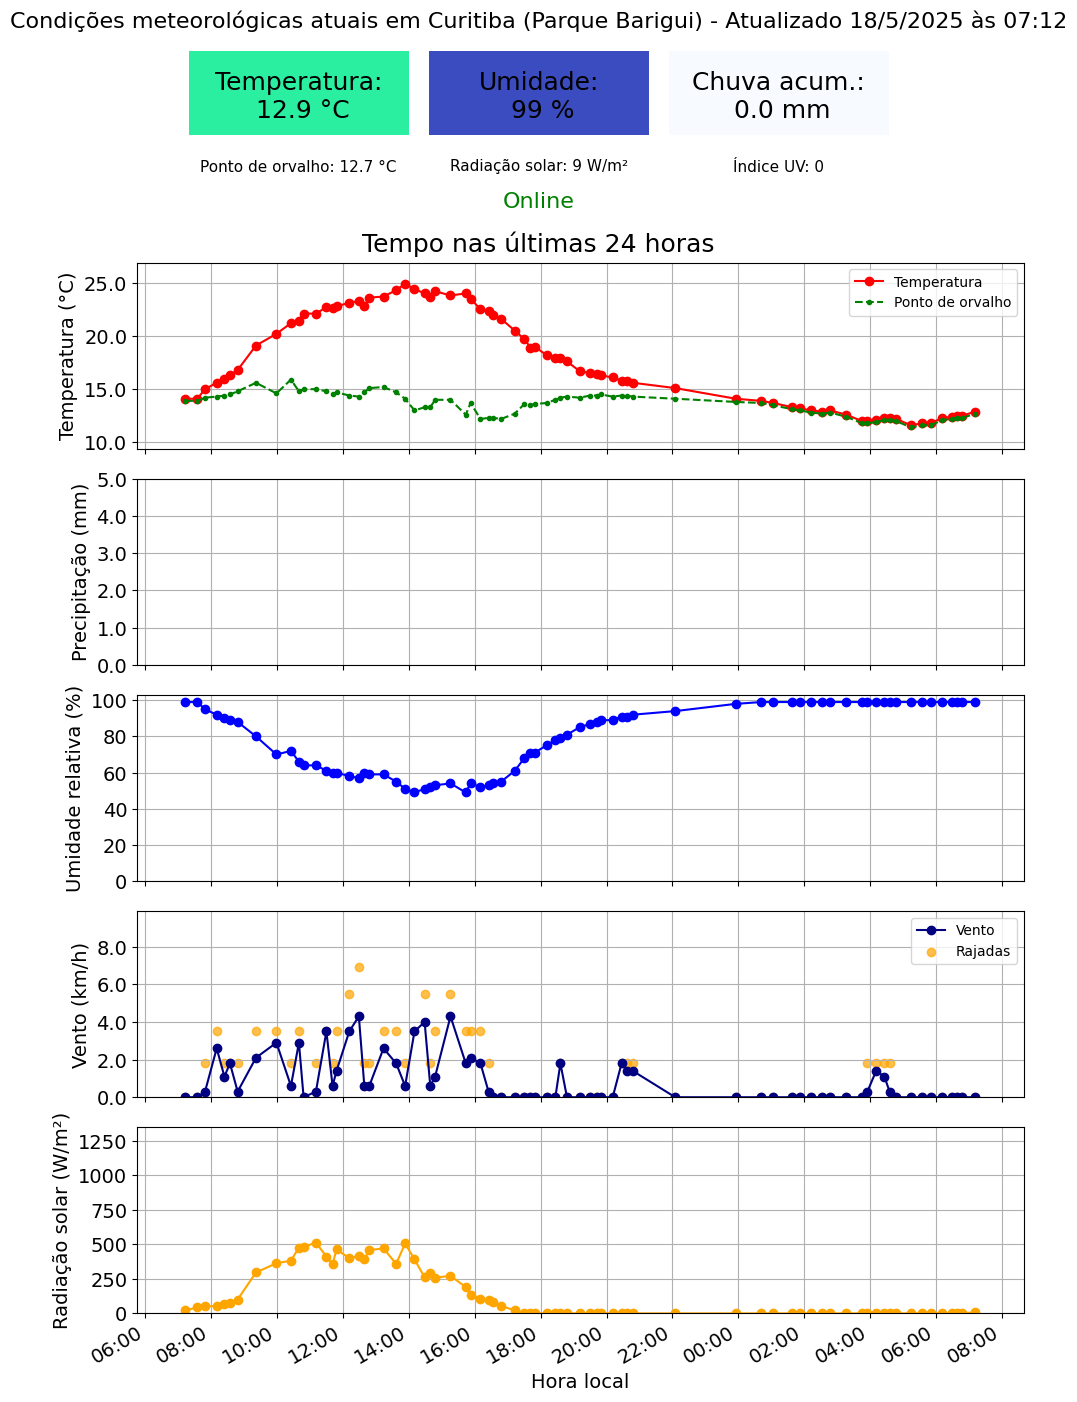 Condições meteorológicas atuais em Curitiba (Parque Barigui) - Atualizado 18/5/2025 às 07:12
Temperatura:
12.9 °C
Umidade:
99 %
Chuva acum.:
0.0 mm
Ponto de orvalho: 12.7 °C
Radiação solar: 9 W/m²
Índice UV: 0
Online
Tempo nas últimas 24 horas
Temperatura (°C)
25.0
20.0
15.0
10.0
Temperatura
Ponto de orvalho
Precipitação (mm)
5.0
4.0
3.0
2.0
1.0
0.0
Umidade relativa (%)
100
80
60
40
20
0
Vento (km/h)
8.0
6.0
4.0
2.0
0.0
Vento
Rajadas
Radiação solar (W/m²)
1250
1000
750
500
250
0
06:00
08:00
10:00
12:00
14:00
16:00
18:00
20:00
22:00
00:00
02:00
04:00
06:00
08:00
Hora local